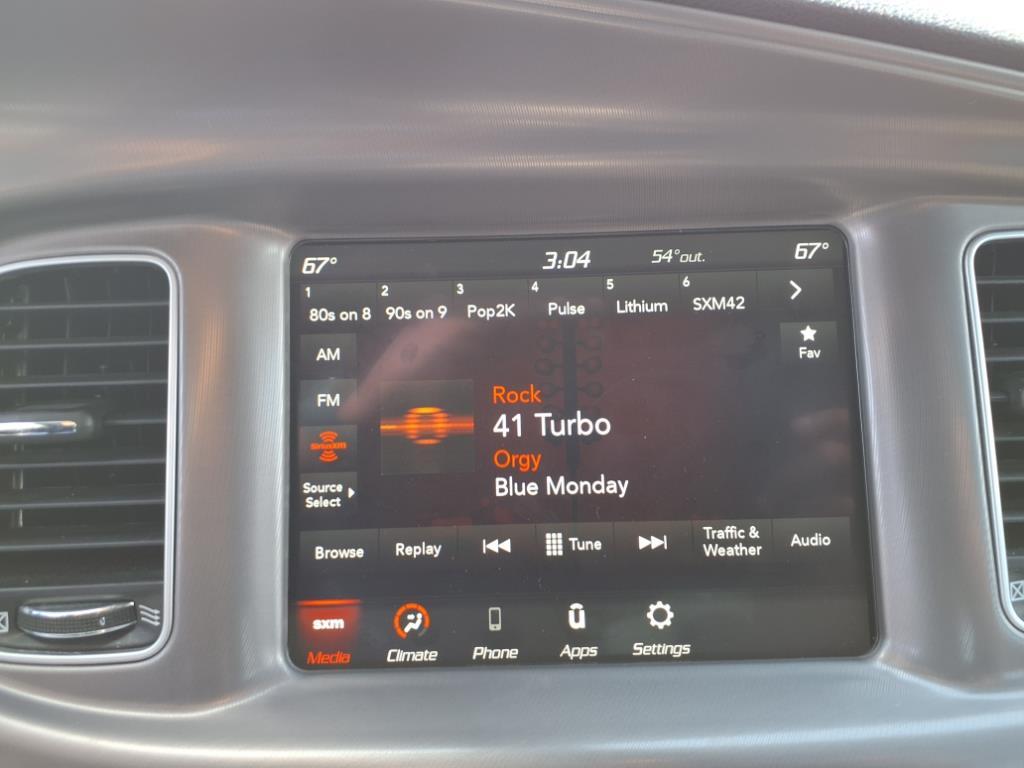 67° 3:04 54°out. 67°
1 2 3 4 5 6
80s on 8 90s on 9 Pop2K Pulse Lithium SXM42
Fav
AM
FM
SiriusXM
Source
Select
Rock
41 Turbo
Orgy
Blue Monday
Browse Replay Tune Traffic &
Weather Audio
sxm
Media Climate Phone Apps Settings